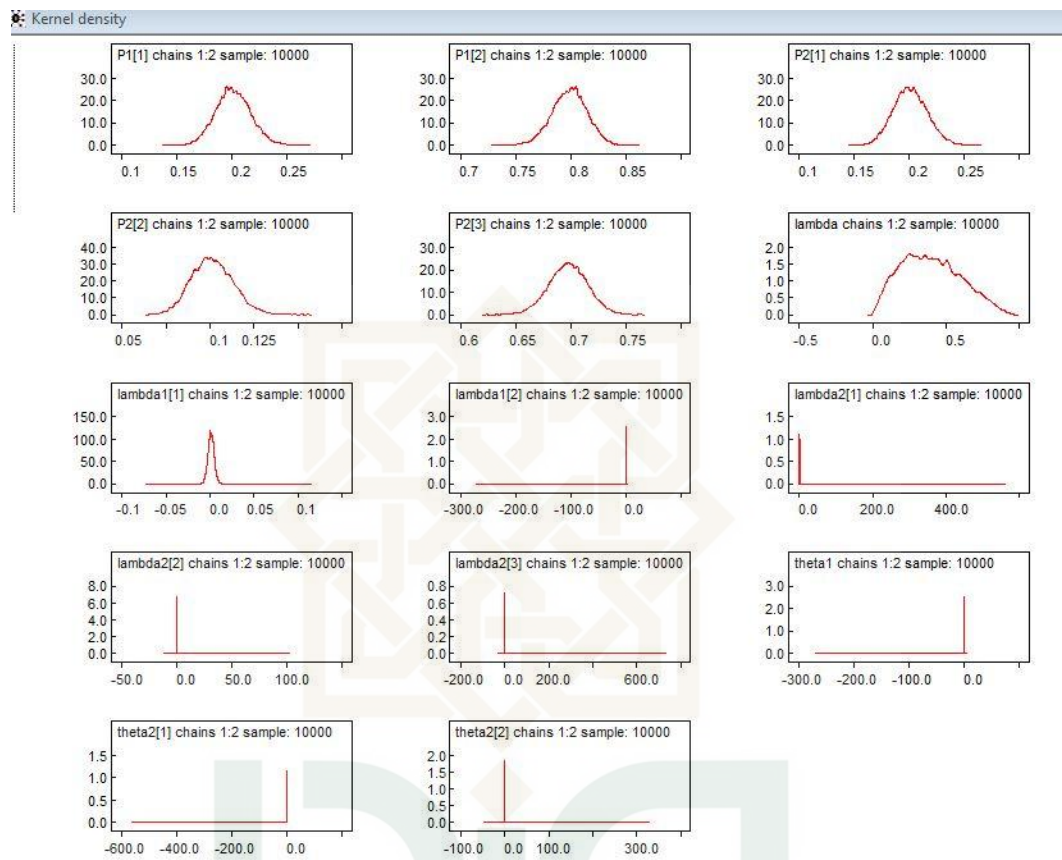 Kernel density
P1[1] chains 1:2 sample: 10000
30.0
20.0
10.0
0.0
0.1 0.15 0.2 0.25
P1[2] chains 1:2 sample: 10000
30.0
20.0
10.0
0.0
0.7 0.75 0.8 0.85
P2[1] chains 1:2 sample: 10000
30.0
20.0
10.0
0.0
0.1 0.15 0.2 0.25
P2[2] chains 1:2 sample: 10000
40.0
30.0
20.0
10.0
0.0
0.05 0.1 0.125
P2[3] chains 1:2 sample: 10000
30.0
20.0
10.0
0.0
0.6 0.65 0.7 0.75
lambda chains 1:2 sample: 10000
2.0
1.5
1.0
0.5
0.0
-0.5 0.0 0.5
lambda1[1] chains 1:2 sample: 10000
150.0
100.0
50.0
0.0
-0.1 -0.05 0.0 0.05 0.1
lambda1[2] chains 1:2 sample: 10000
3.0
2.0
1.0
0.0
-300.0 -200.0 -100.0 0.0
lambda2[1] chains 1:2 sample: 10000
1.5
1.0
0.5
0.0
0.0 200.0 400.0
lambda2[2] chains 1:2 sample: 10000
8.0
6.0
4.0
2.0
0.0
-50.0 0.0 50.0 100.0
lambda2[3] chains 1:2 sample: 10000
0.8
0.6
0.4
0.2
0.0
-200.0 0.0 200.0 600.0
theta1 chains 1:2 sample: 10000
3.0
2.0
1.0
0.0
-300.0 -200.0 -100.0 0.0
theta2[1] chains 1:2 sample: 10000
1.5
1.0
0.5
0.0
-600.0 -400.0 -200.0 0.0
theta2[2] chains 1:2 sample: 10000
2.0
1.5
1.0
0.5
0.0
-100.0 0.0 100.0 300.0